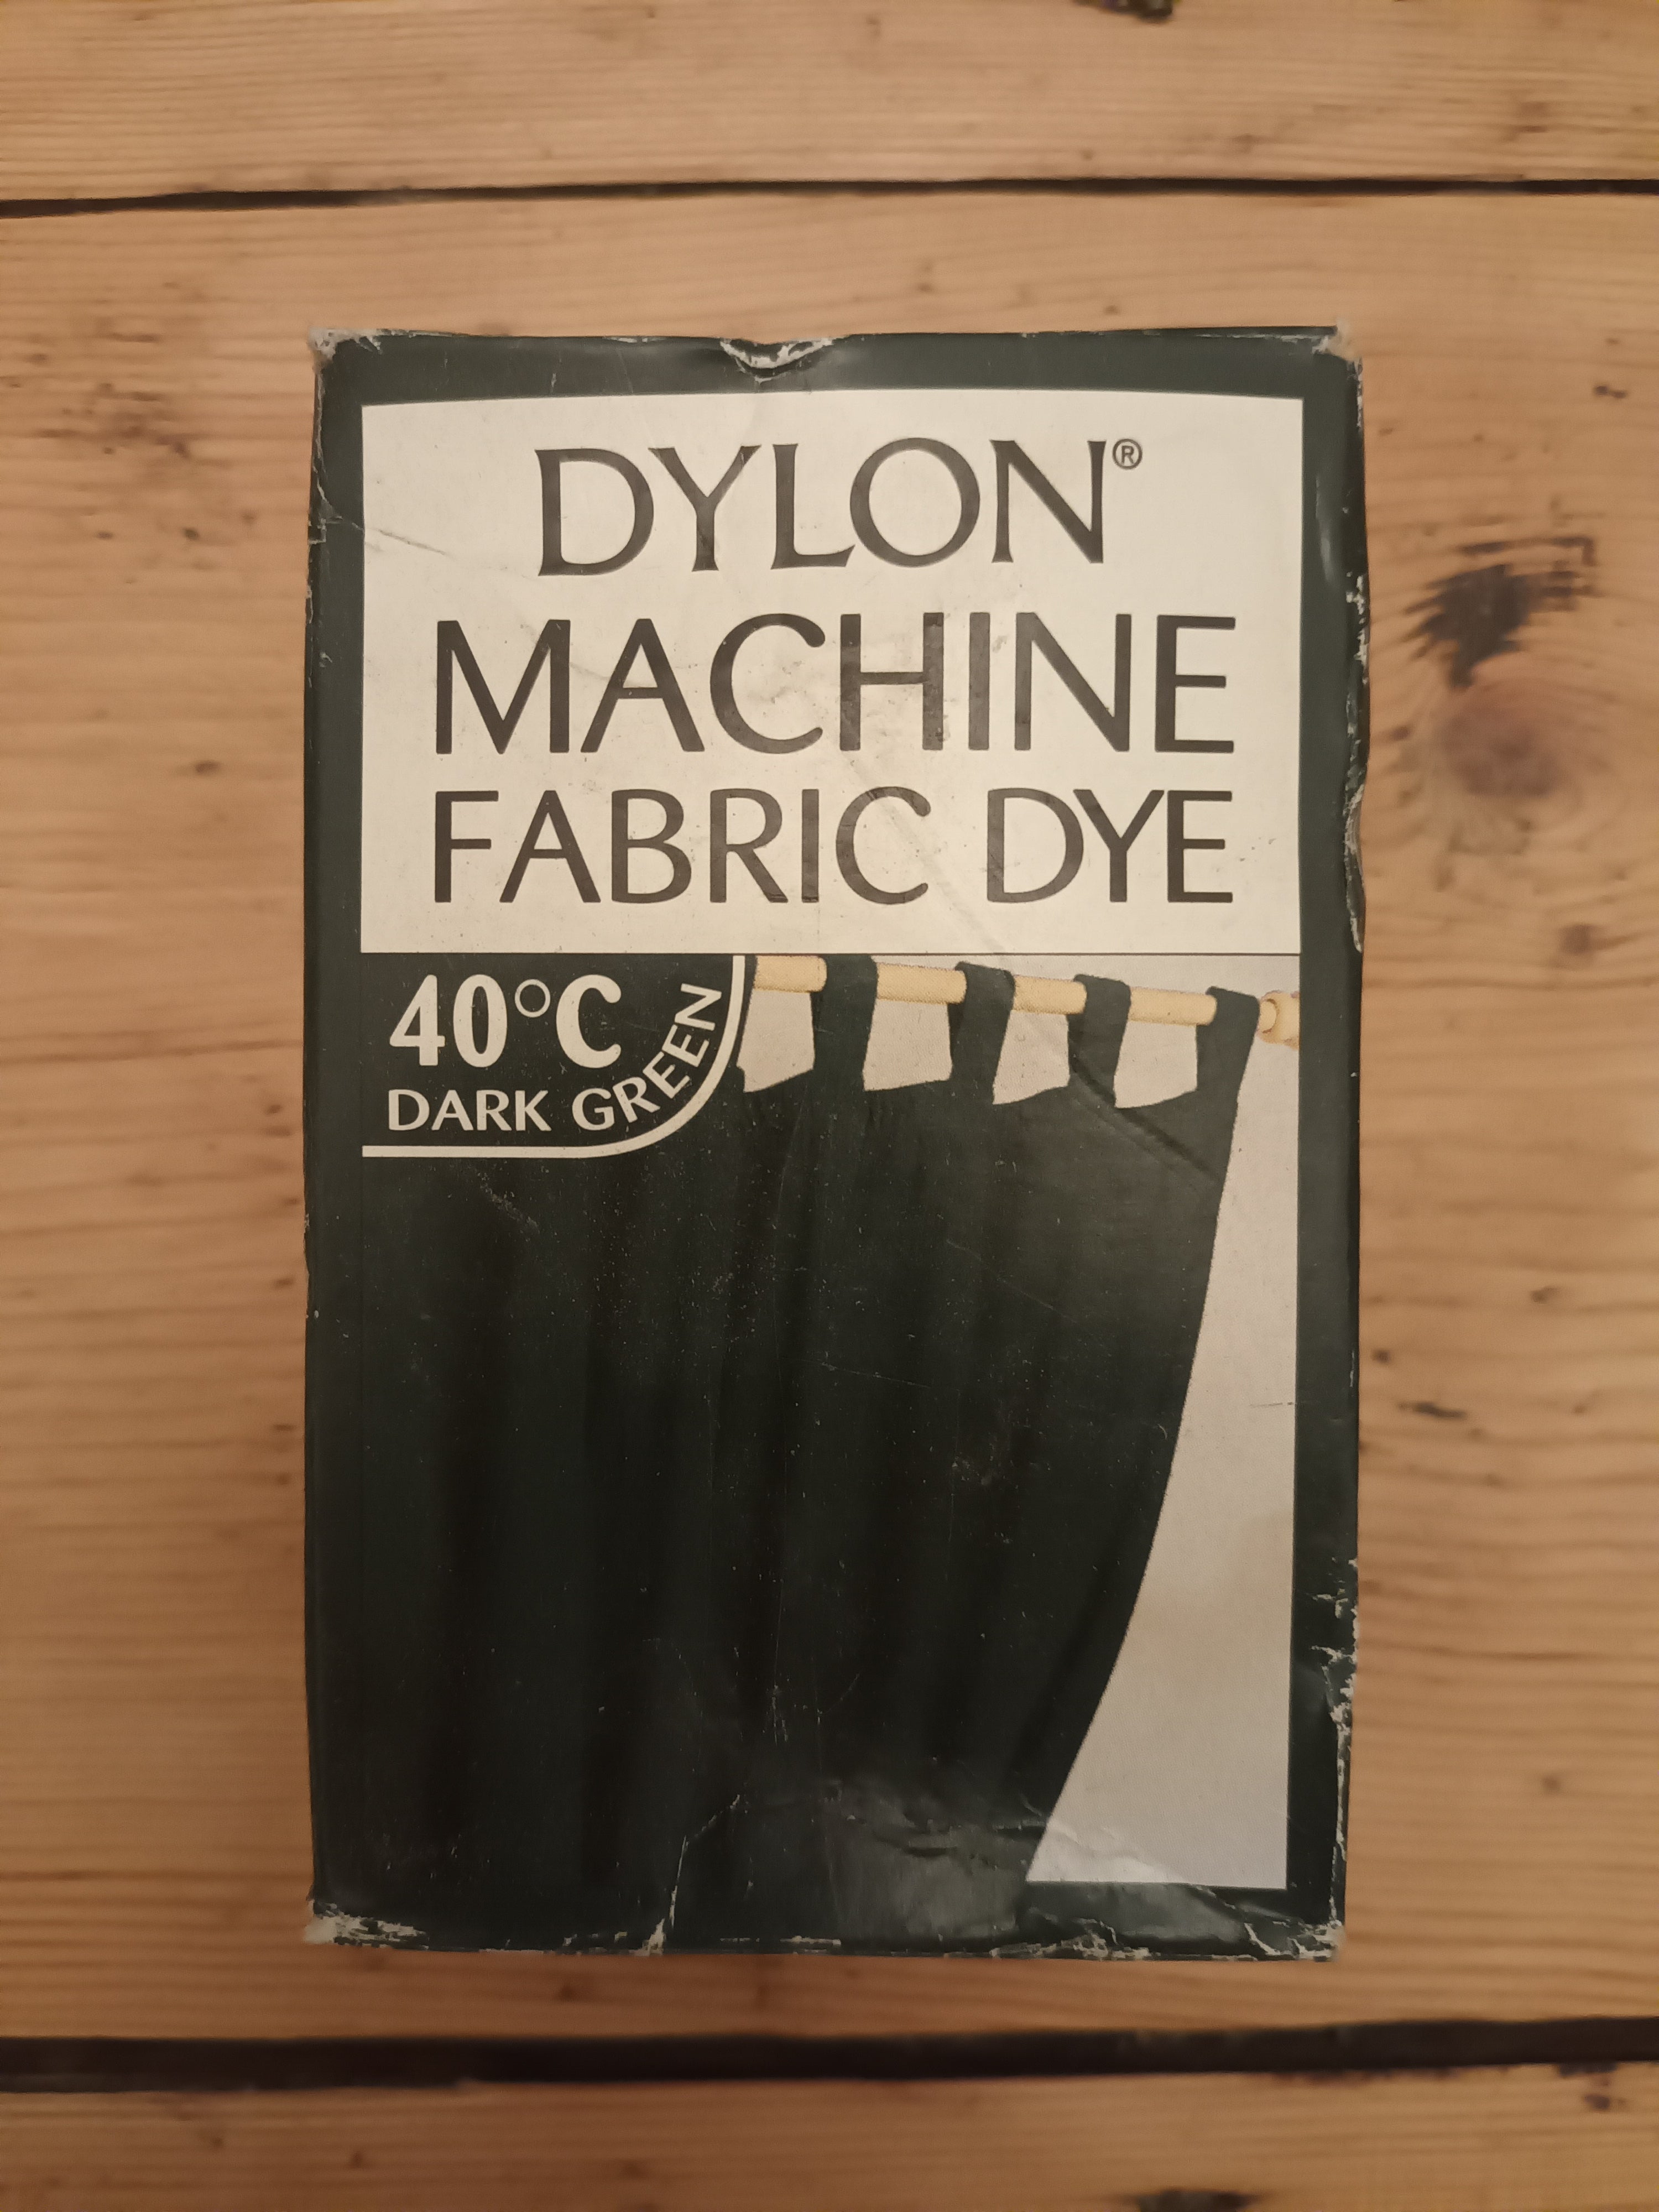 DYLON®
MACHINE
FABRIC DYE
40°C
DARK GREEN